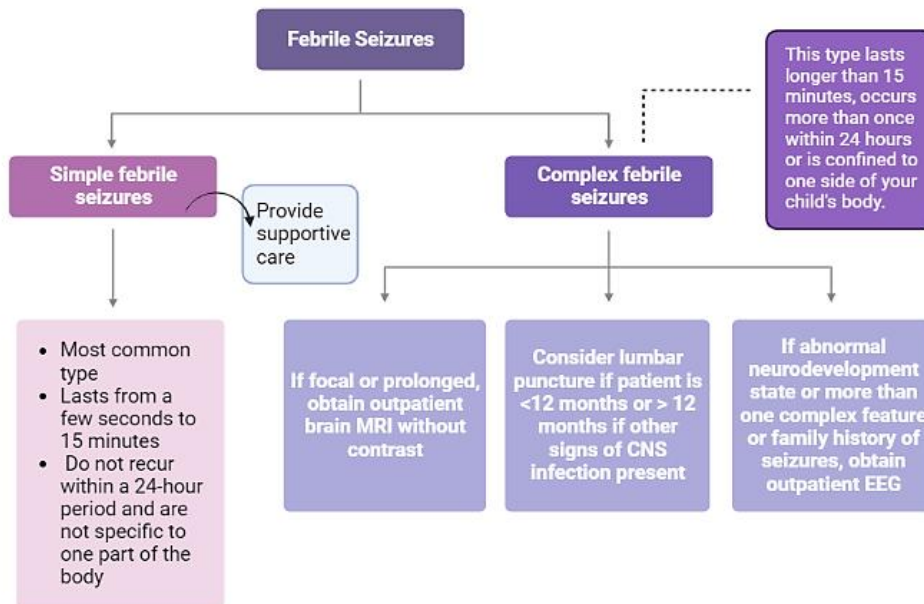 Febrile Seizures
This type lasts
longer than 15
minutes, occurs
more than once
within 24 hours
or is confined to
one side of your
child's body.
Simple febrile
seizures
Provide
supportive
care
Complex febrile
seizures
• Most common
type
• Lasts from a
few seconds to
15 minutes
• Do not recur
within a 24-hour
period and are
not specific to
one part of the
body
If focal or prolonged,
obtain outpatient
brain MRI without
contrast
Consider lumbar
puncture if patient is
<12 months or > 12
months if other
signs of CNS
infection present
If abnormal
neurodevelopment
state or more than
one complex feature
or family history of
seizures, obtain
outpatient EEG